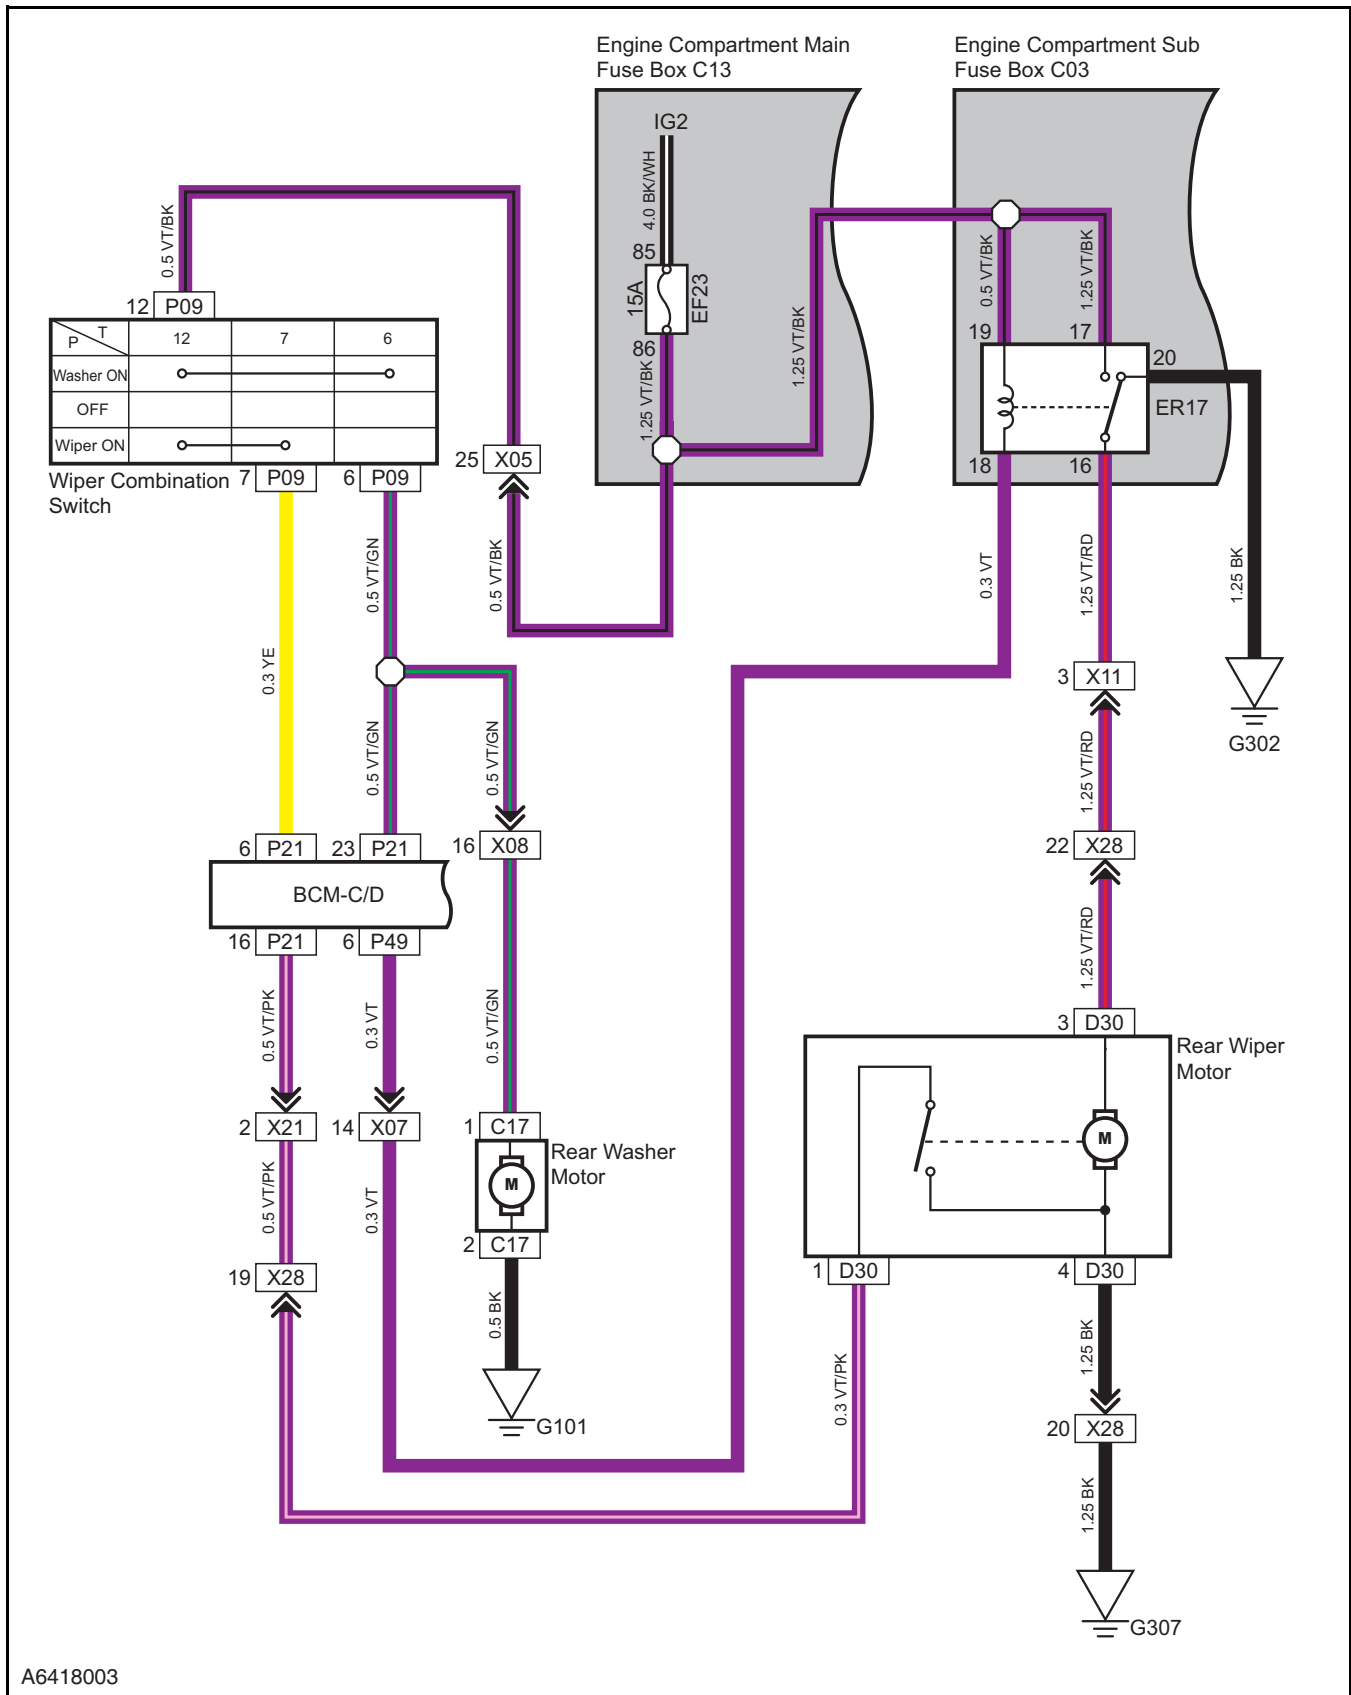 Engine Compartment Main
Fuse Box C13
Engine Compartment Sub
Fuse Box C03
IG2
4.0 BK/WH
85
15A
EF23
86
1.25 VT/BK
1.25 VT/BK
0.5 VT/BK
1.25 VT/BK
19
17
20
ER17
18
16
0.5 VT/BK
12 P09
P T
12 7 6
Washer ON
OFF
Wiper ON
Wiper Combination
Switch
7 P09
6 P09
25 X05
0.5 VT/BK
0.3 YE
0.5 VT/GN
0.3 VT
1.25 VT/RD
1.25 BK
3 X11
G302
0.5 VT/GN
0.5 VT/GN
1.25 VT/RD
6 P21
23 P21
16 X08
22 X28
BCM-C/D
16 P21
6 P49
1.25 VT/RD
0.5 VT/PK
0.3 VT
0.5 VT/GN
3 D30
Rear Wiper
Motor
M
2 X21
14 X07
1 C17
Rear Washer
Motor
M
0.5 VT/PK
0.3 VT
2 C17
19 X28
1 D30
4 D30
0.5 BK
0.3 VT/PK
1.25 BK
G101
20 X28
1.25 BK
G307
A6418003